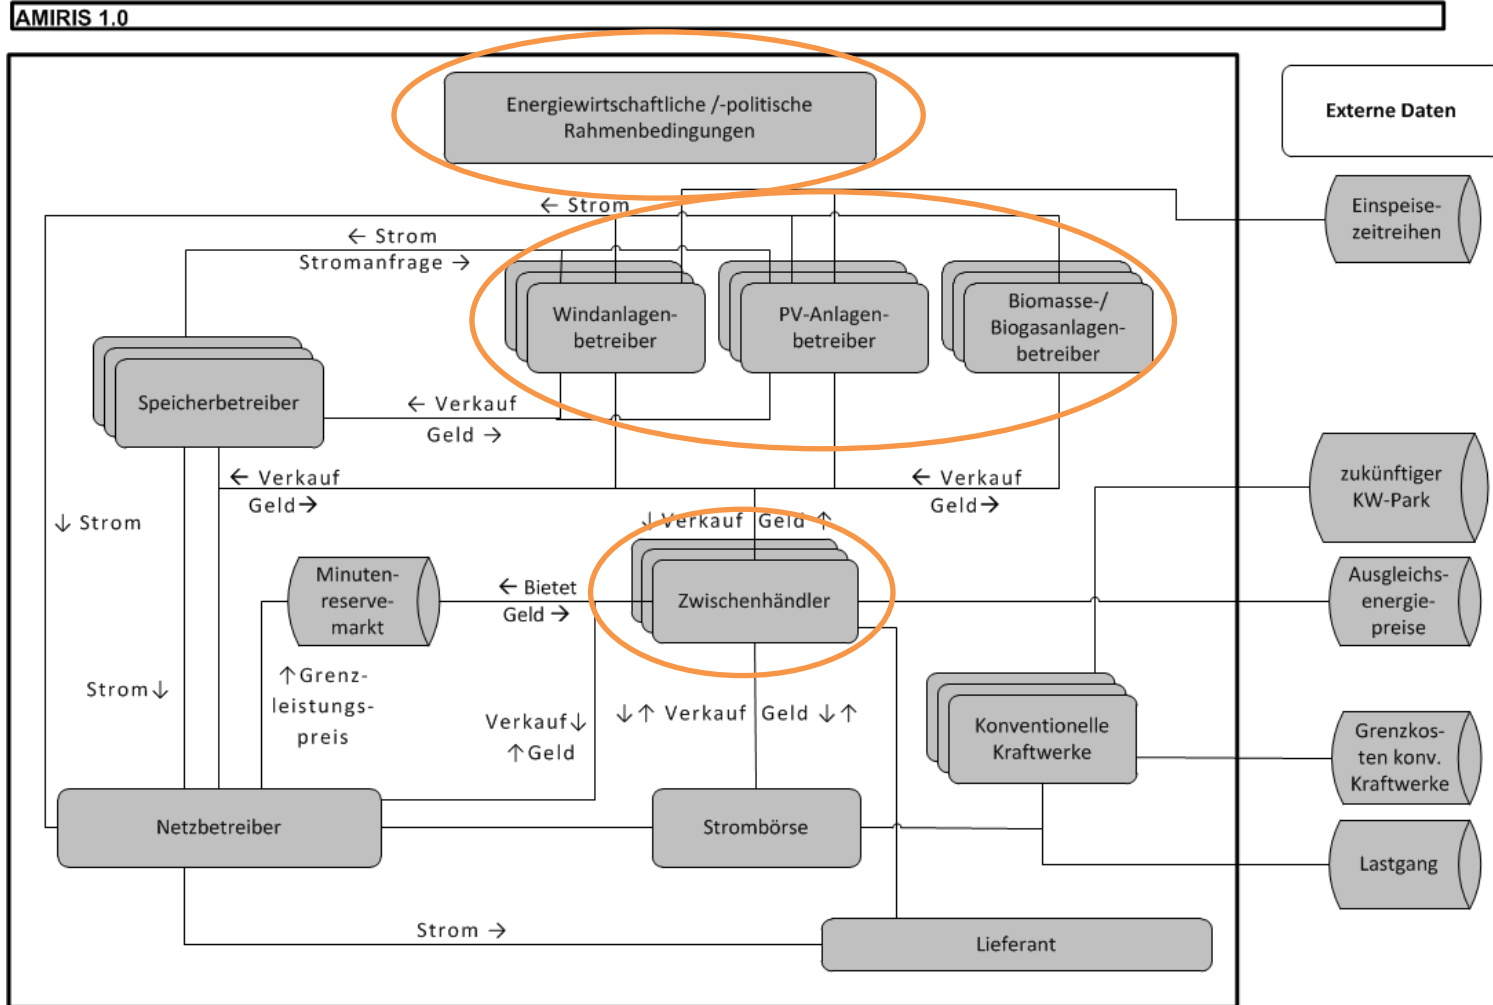 AMIRIS 1.0
Energiewirtschaftliche /-politische
Rahmenbedingungen
Externe Daten
← Strom
Einspeise-
zeitreihen
← Strom
Stromanfrage →
Windanlagen-
betreiber
PV-Anlagen-
betreiber
Biomasse-/
Biogasanlagen-
betreiber
Speicherbetreiber
← Verkauf
Geld →
← Verkauf
Geld→
← Verkauf
Geld→
zukünftiger
KW-Park
↓ Strom
↓ Verkauf
Geld ↑
Minuten-
reserve-
markt
← Bietet
Geld →
Zwischenhändler
Ausgleichs-
energie-
preise
Strom↓
↑Grenz-
leistungs-
preis
Verkauf↓
↑Geld
↓↑ Verkauf
Geld ↓↑
Konventionelle
Kraftwerke
Grenzkos-
ten konv.
Kraftwerke
Netzbetreiber
Strombörse
Lastgang
Strom →
Lieferant